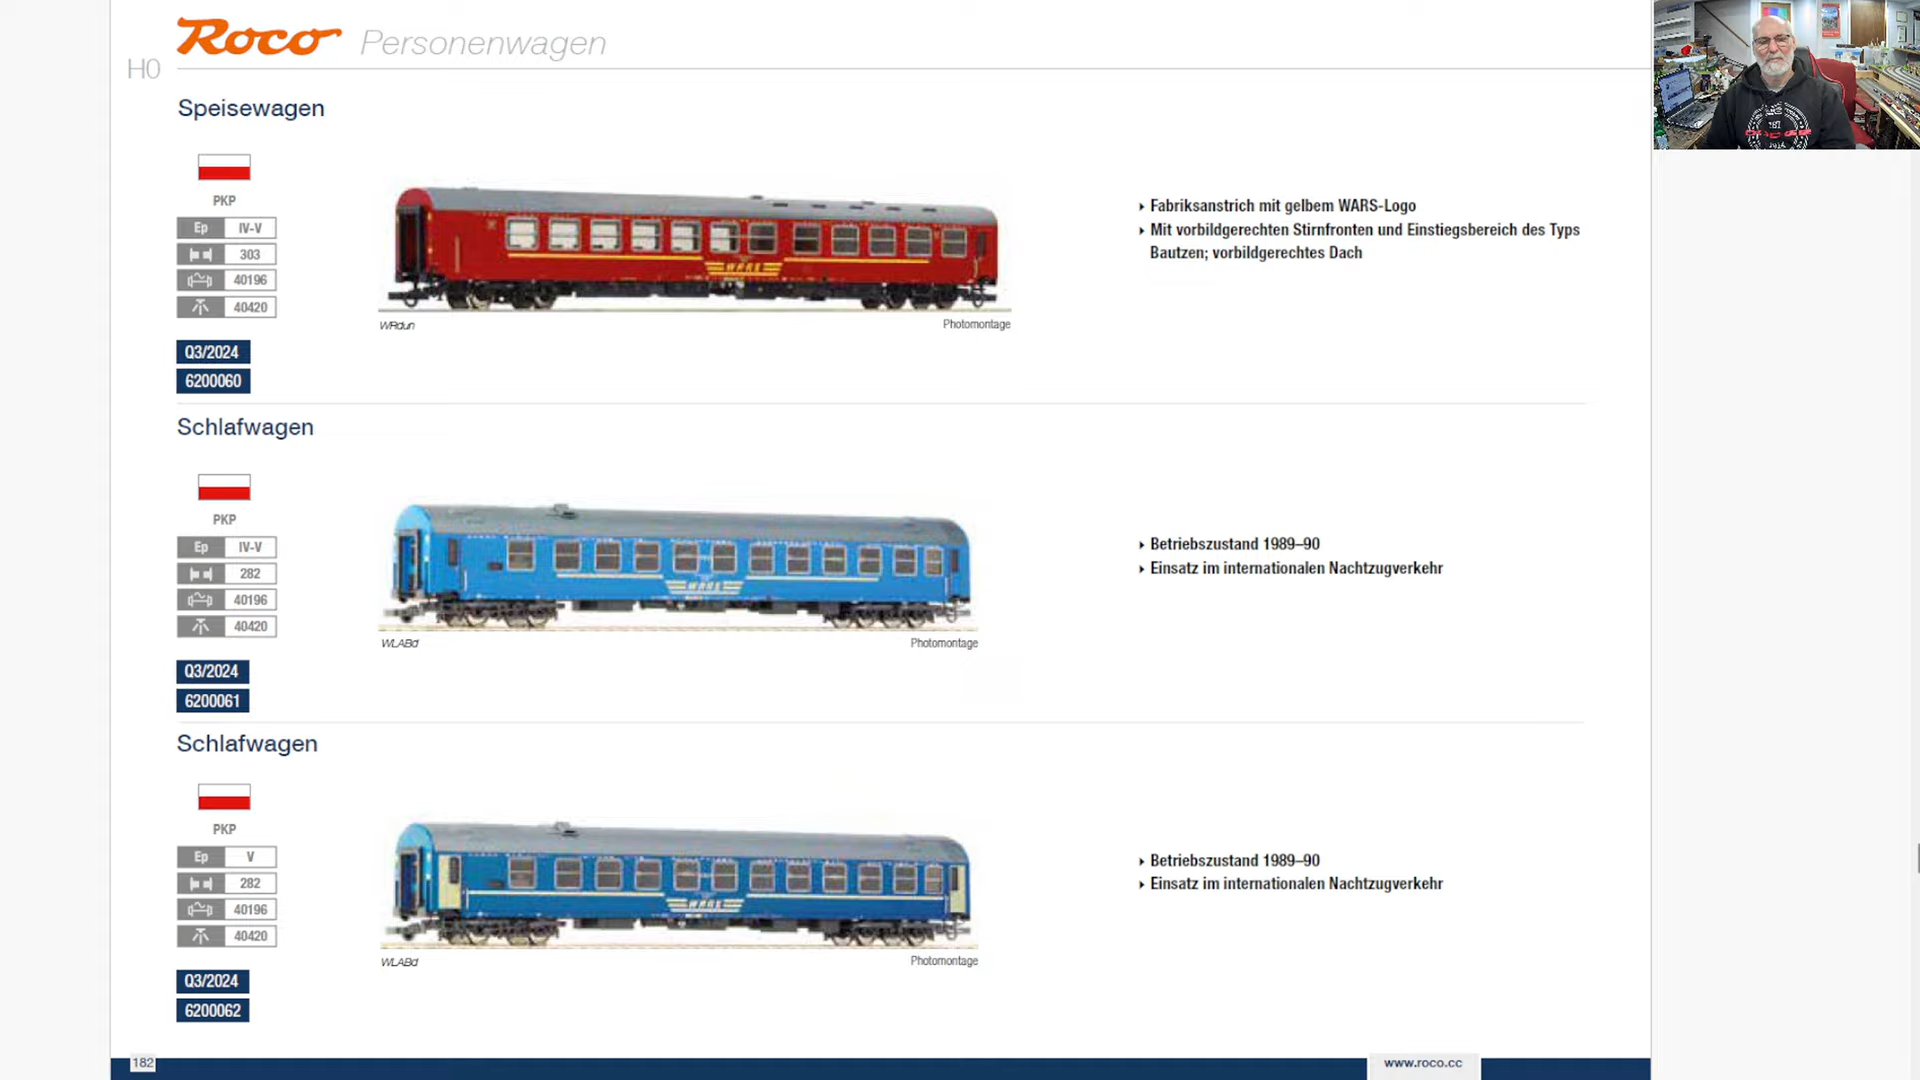 Roco Personenwagen
H0
Speisewagen
PKP
Ep IV-V
303
40196
40420
Q3/2024
6200060
WARS
WRdun
Photomontage
Fabriksanstrich mit gelbem WARS-Logo
Mit vorbildgerechten Stirnfronten und Einstiegsbereich des Typs
Bautzen; vorbildgerechtes Dach
Schlafwagen
PKP
Ep IV-V
282
40196
40420
Q3/2024
6200061
WARS
WLABd
Photomontage
Betriebszustand 1989–90
Einsatz im internationalen Nachtzugverkehr
Schlafwagen
PKP
Ep V
282
40196
40420
Q3/2024
6200062
WARS
WLABd
Photomontage
Betriebszustand 1989–90
Einsatz im internationalen Nachtzugverkehr
182
www.roco.cc